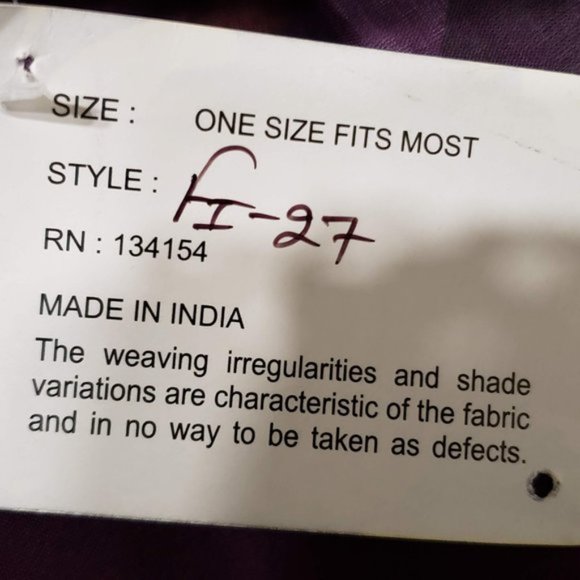 SIZE : ONE SIZE FITS MOST
STYLE : FI-27
RN : 134154
MADE IN INDIA
The weaving irregularities and shade
variations are characteristic of the fabric
and in no way to be taken as defects.